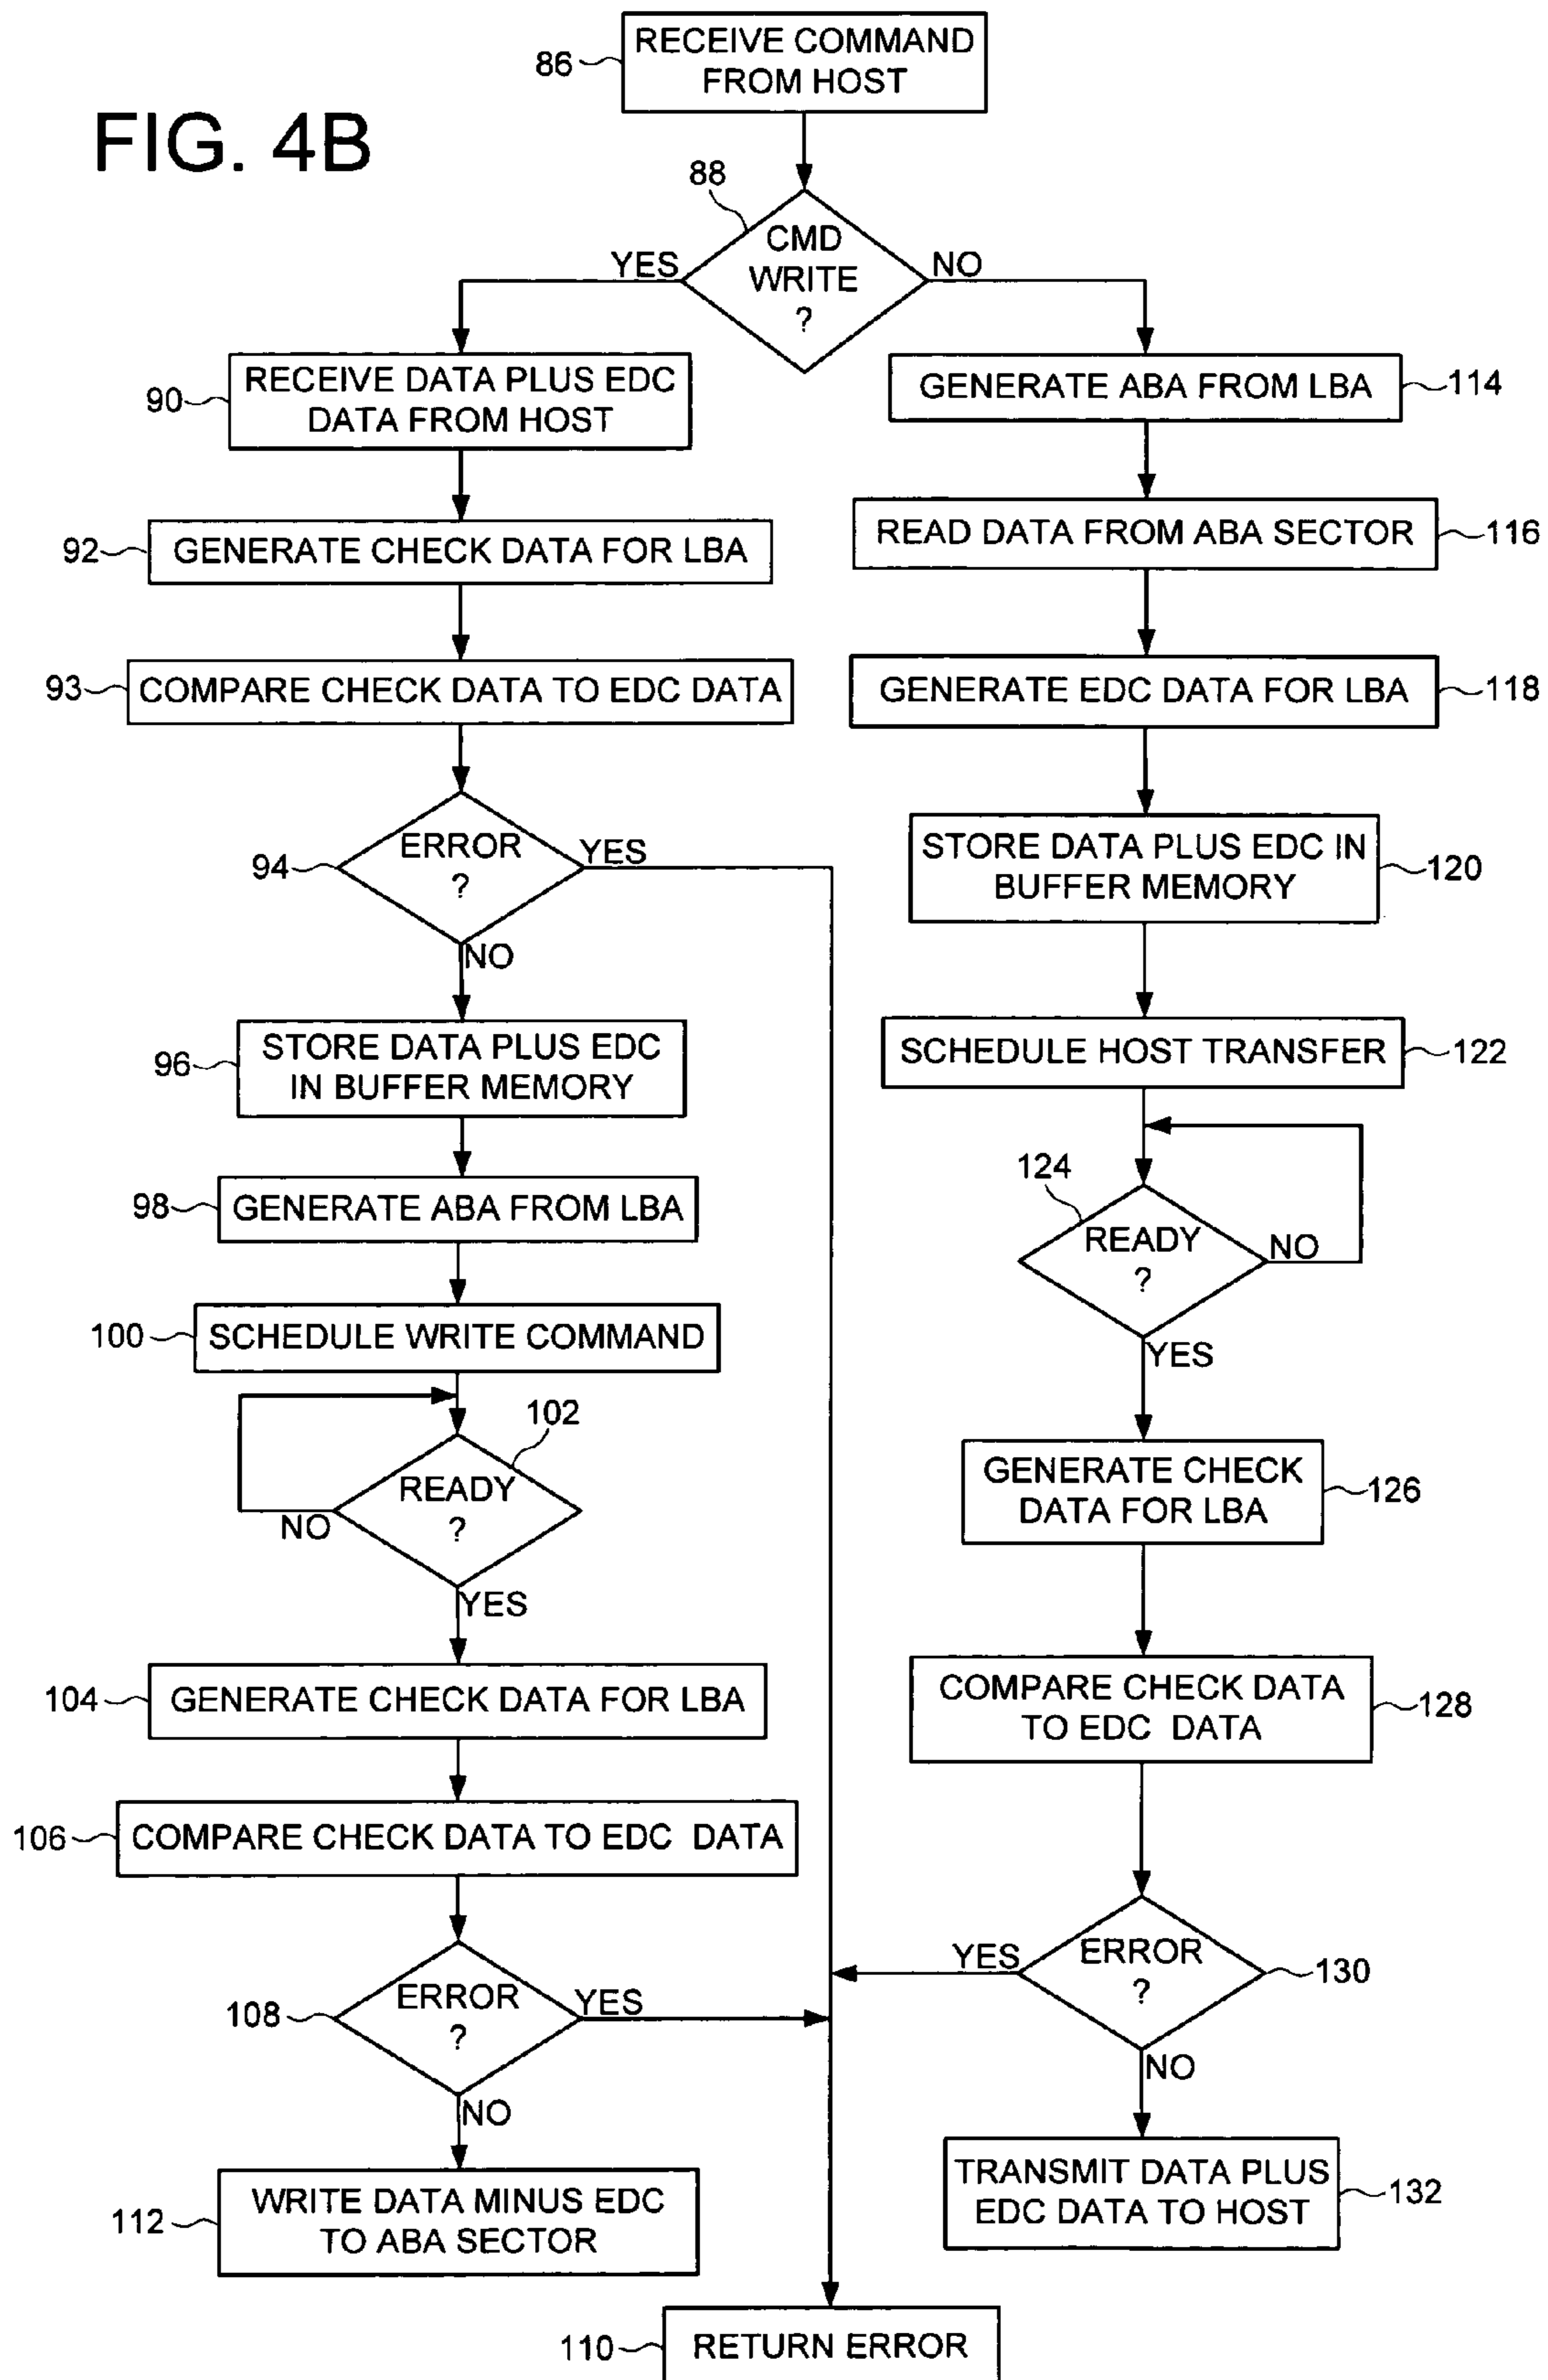 FIG. 4B
86
RECEIVE COMMAND
FROM HOST
88
CMD
WRITE
?
YES
NO
90
RECEIVE DATA PLUS EDC
DATA FROM HOST
92
GENERATE CHECK DATA FOR LBA
93
COMPARE CHECK DATA TO EDC DATA
94
ERROR
?
YES
NO
96
STORE DATA PLUS EDC
IN BUFFER MEMORY
98
GENERATE ABA FROM LBA
100
SCHEDULE WRITE COMMAND
102
READY
?
NO
YES
104
GENERATE CHECK DATA FOR LBA
106
COMPARE CHECK DATA TO EDC DATA
108
ERROR
?
YES
NO
112
WRITE DATA MINUS EDC
TO ABA SECTOR
110
RETURN ERROR
GENERATE ABA FROM LBA
114
READ DATA FROM ABA SECTOR
116
GENERATE EDC DATA FOR LBA
118
STORE DATA PLUS EDC IN
BUFFER MEMORY
120
SCHEDULE HOST TRANSFER
122
124
READY
?
NO
YES
GENERATE CHECK
DATA FOR LBA
126
COMPARE CHECK DATA
TO EDC DATA
128
YES
ERROR
?
130
NO
TRANSMIT DATA PLUS
EDC DATA TO HOST
132